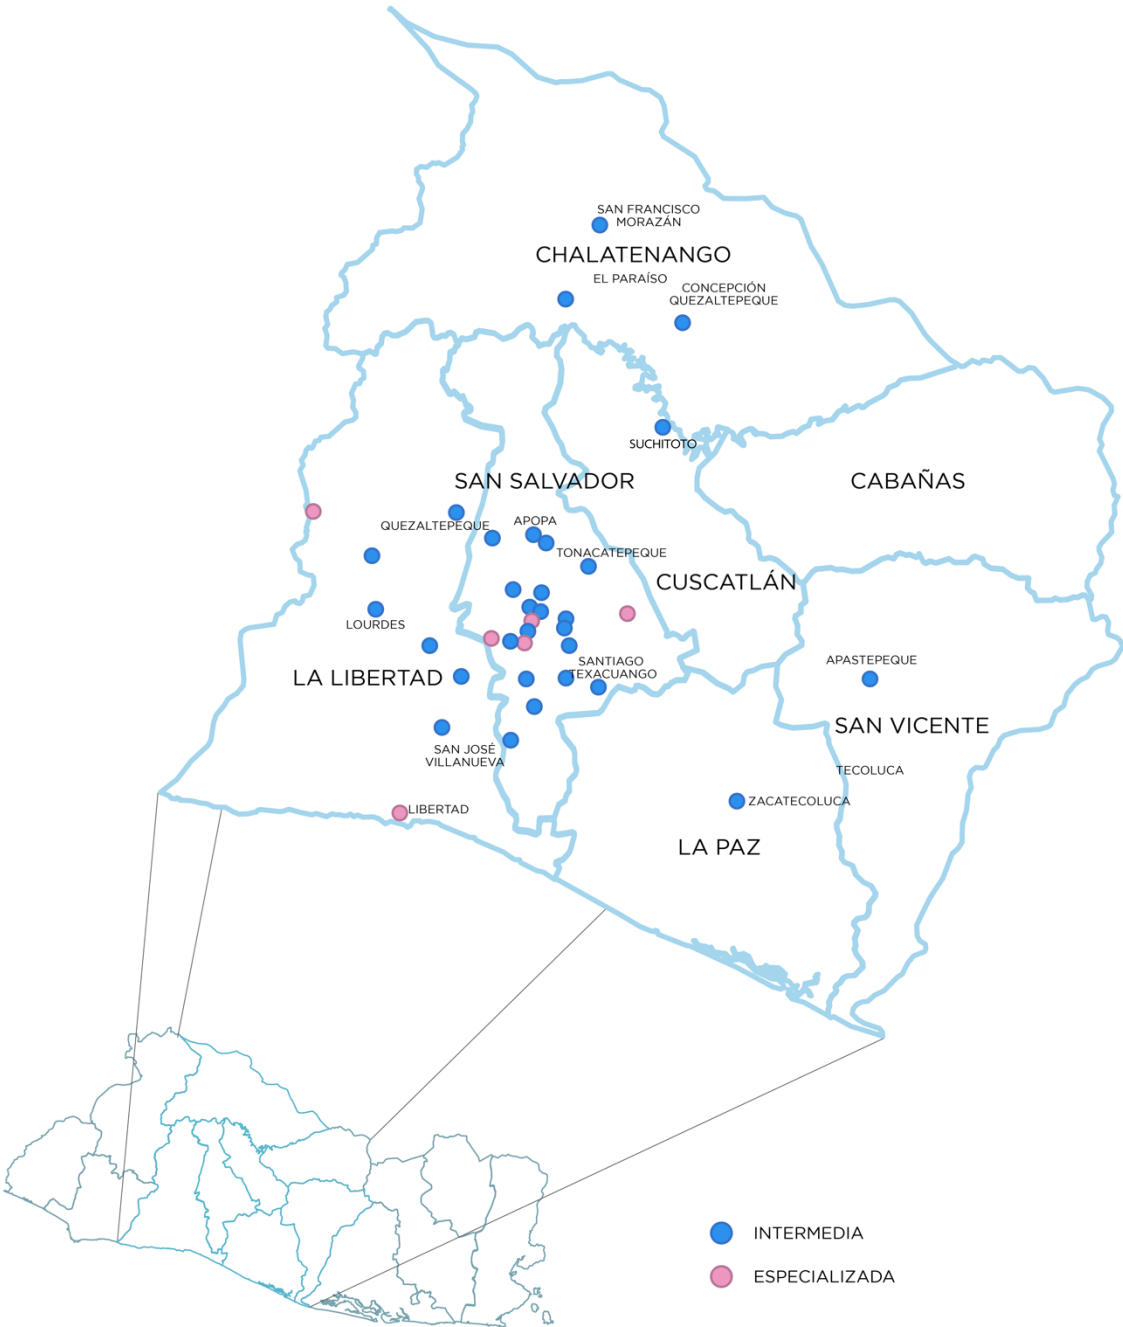 SAN FRANCISCO
MORAZÁN
CHALATENANGO
EL PARAÍSO
CONCEPCIÓN
QUEZALTEPEQUE
SUCHITOTO
SAN SALVADOR
CABAÑAS
QUEZALTEPEQUE
APOPA
TONACATEPEQUE
CUSCATLÁN
LOURDES
LA LIBERTAD
SANTIAGO
TEXACUANGO
APASTEPEQUE
SAN VICENTE
SAN JOSÉ
VILLANUEVA
TECOLUCA
LIBERTAD
ZACATECOLUCA
LA PAZ
INTERMEDIA
ESPECIALIZADA